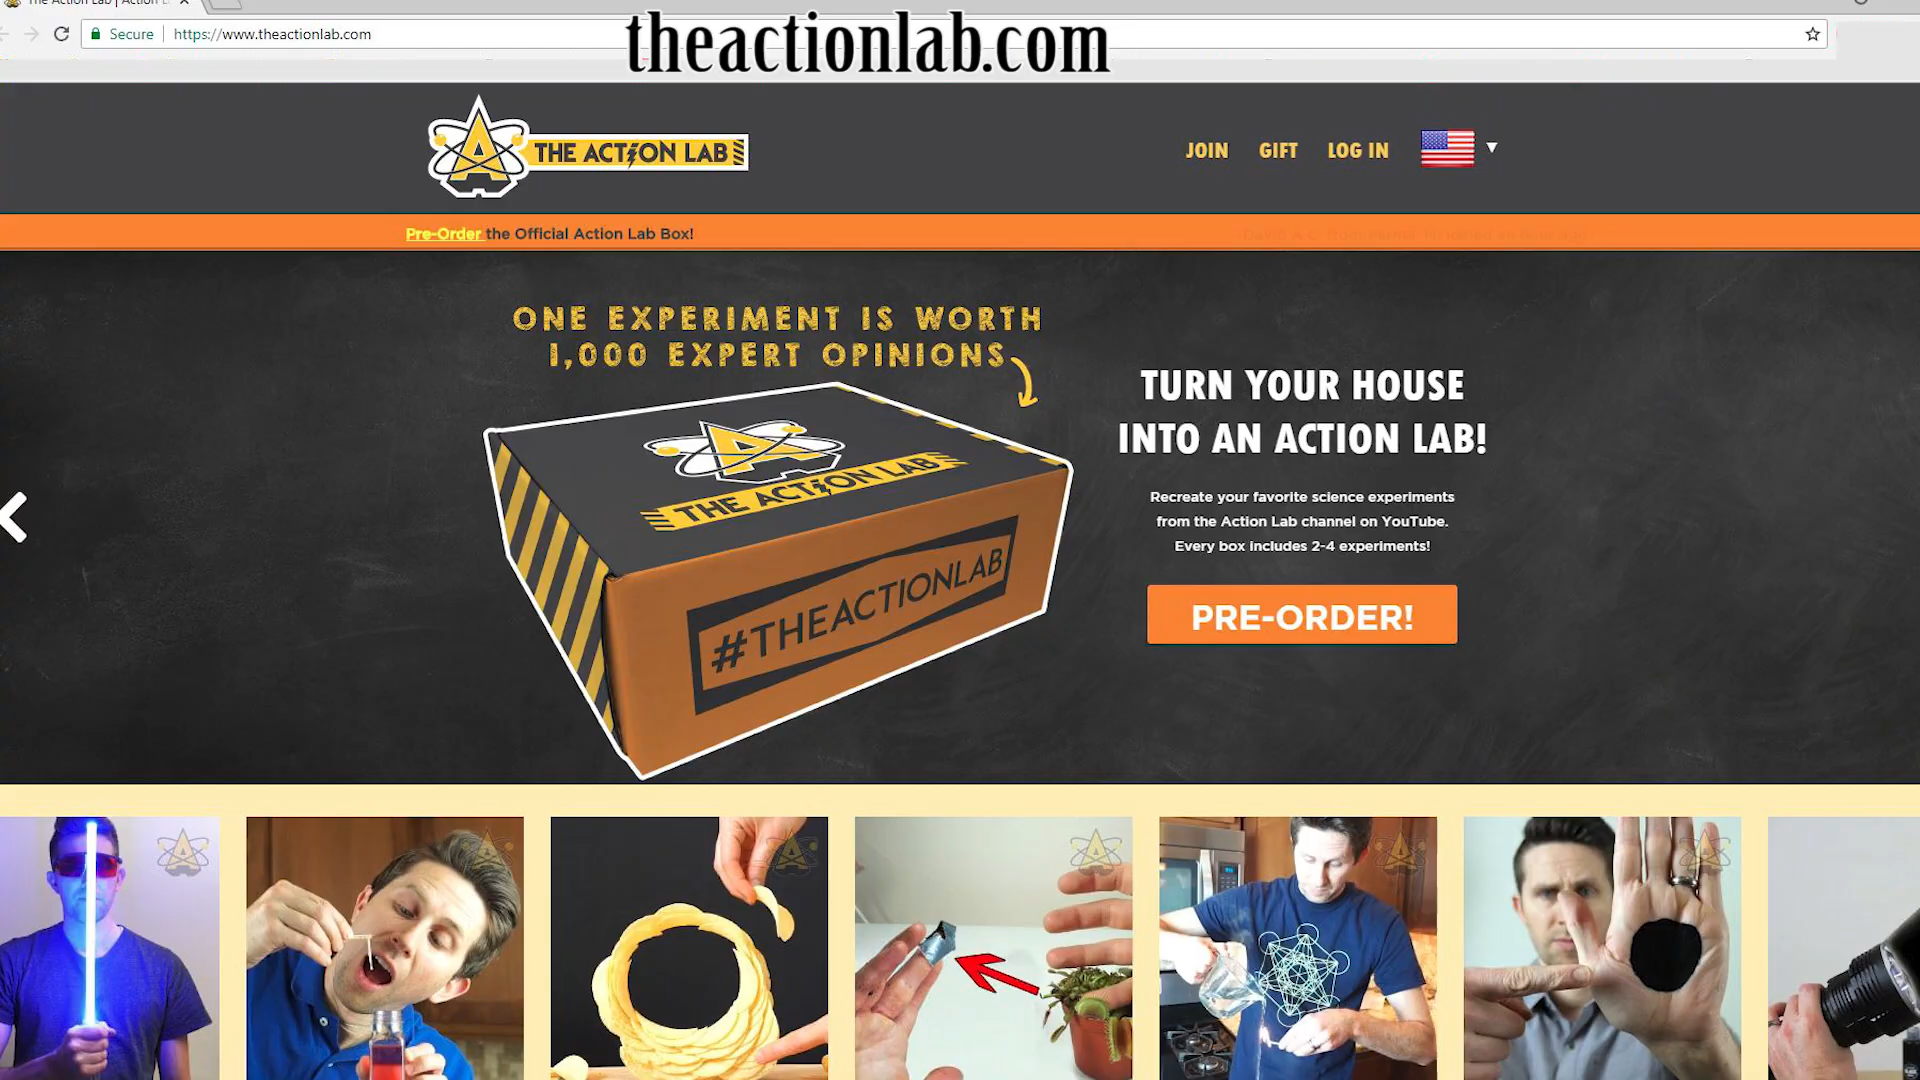 The Action Lab | Action L
Secure
https://www.theactionlab.com
theactionlab.com
THE ACTION LAB
JOIN
GIFT
LOG IN
Pre-Order the Official Action Lab Box!
ONE EXPERIMENT IS WORTH
1,000 EXPERT OPINIONS
THE ACTION LAB
#THEACTIONLAB
TURN YOUR HOUSE
INTO AN ACTION LAB!
Recreate your favorite science experiments
from the Action Lab channel on YouTube.
Every box includes 2-4 experiments!
PRE-ORDER!